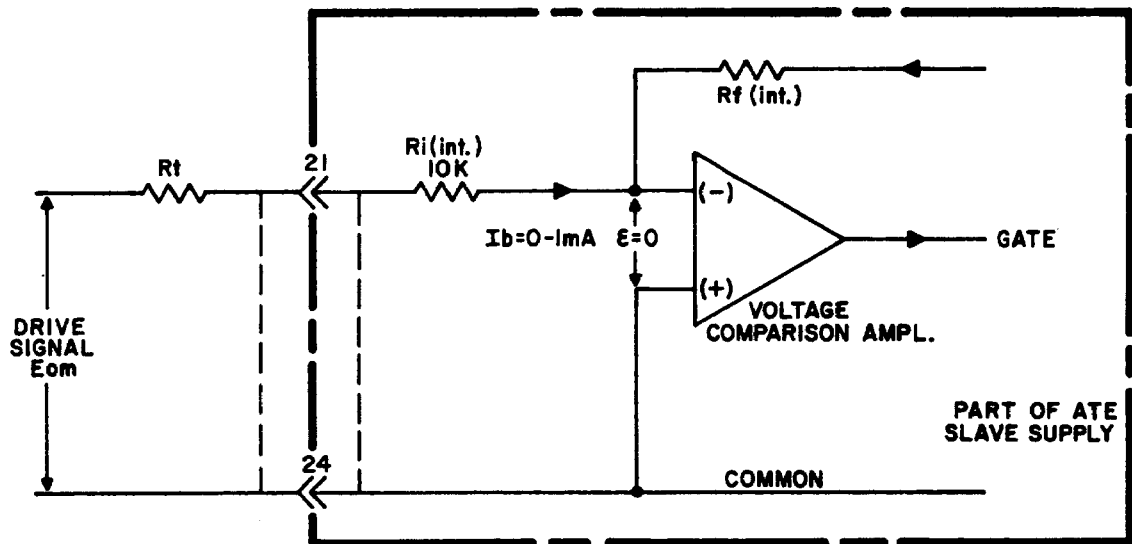 Rf (int.)
Rt
21
Ri (int.)
10K
(-)
Ib=0-1mA
Ɛ=0
GATE
(+)
VOLTAGE
COMPARISON AMPL.
DRIVE
SIGNAL
Eom
PART OF ATE
SLAVE SUPPLY
24
COMMON